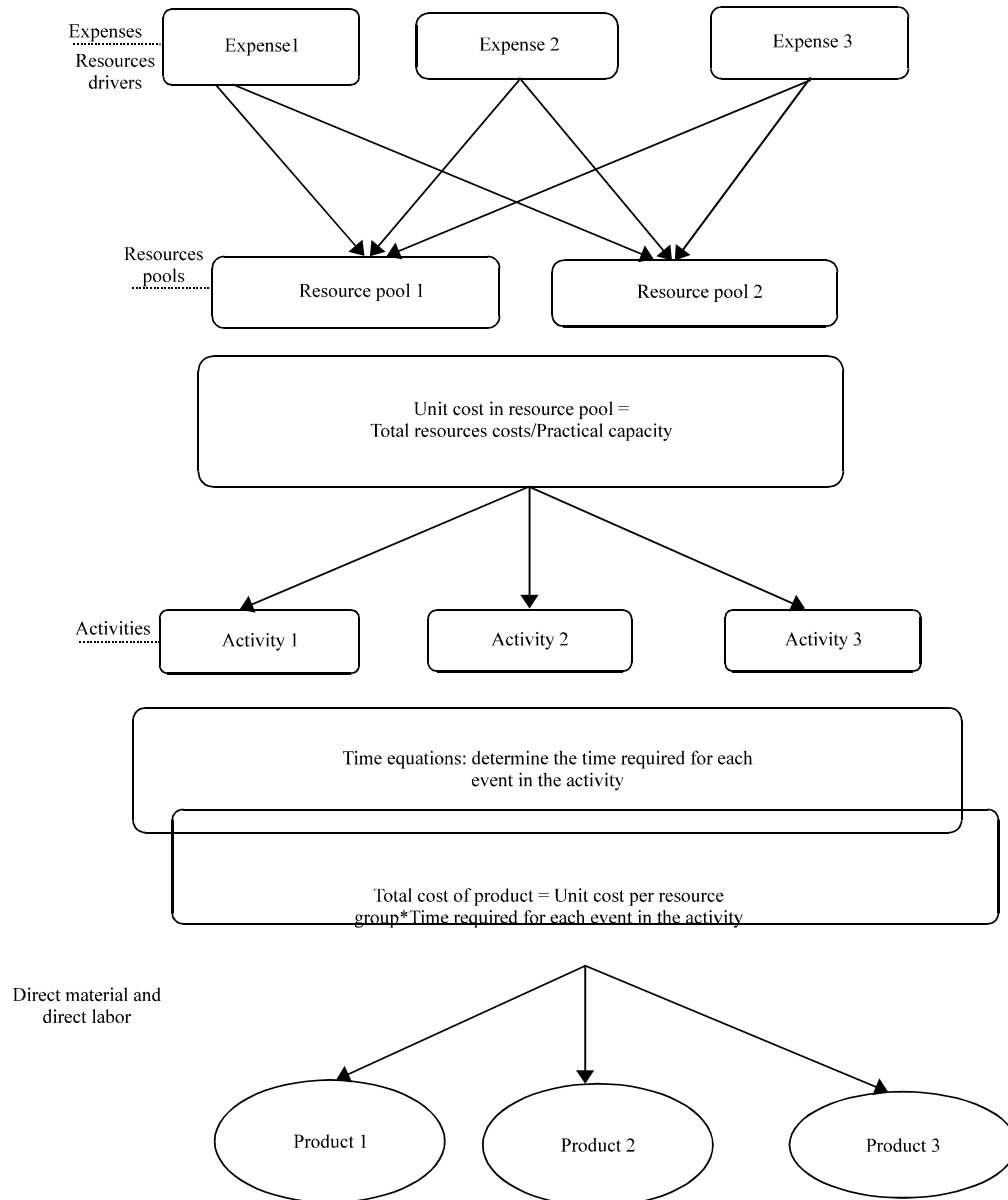 Expenses
Expense1
Expense 2
Expense 3
Resources
drivers
Resources
pools
Resource pool 1
Resource pool 2
Unit cost in resource pool =
Total resources costs/Practical capacity
Activities
Activity 1
Activity 2
Activity 3
Time equations: determine the time required for each
event in the activity
Total cost of product = Unit cost per resource
group*Time required for each event in the activity
Direct material and
direct labor
Product 1
Product 2
Product 3